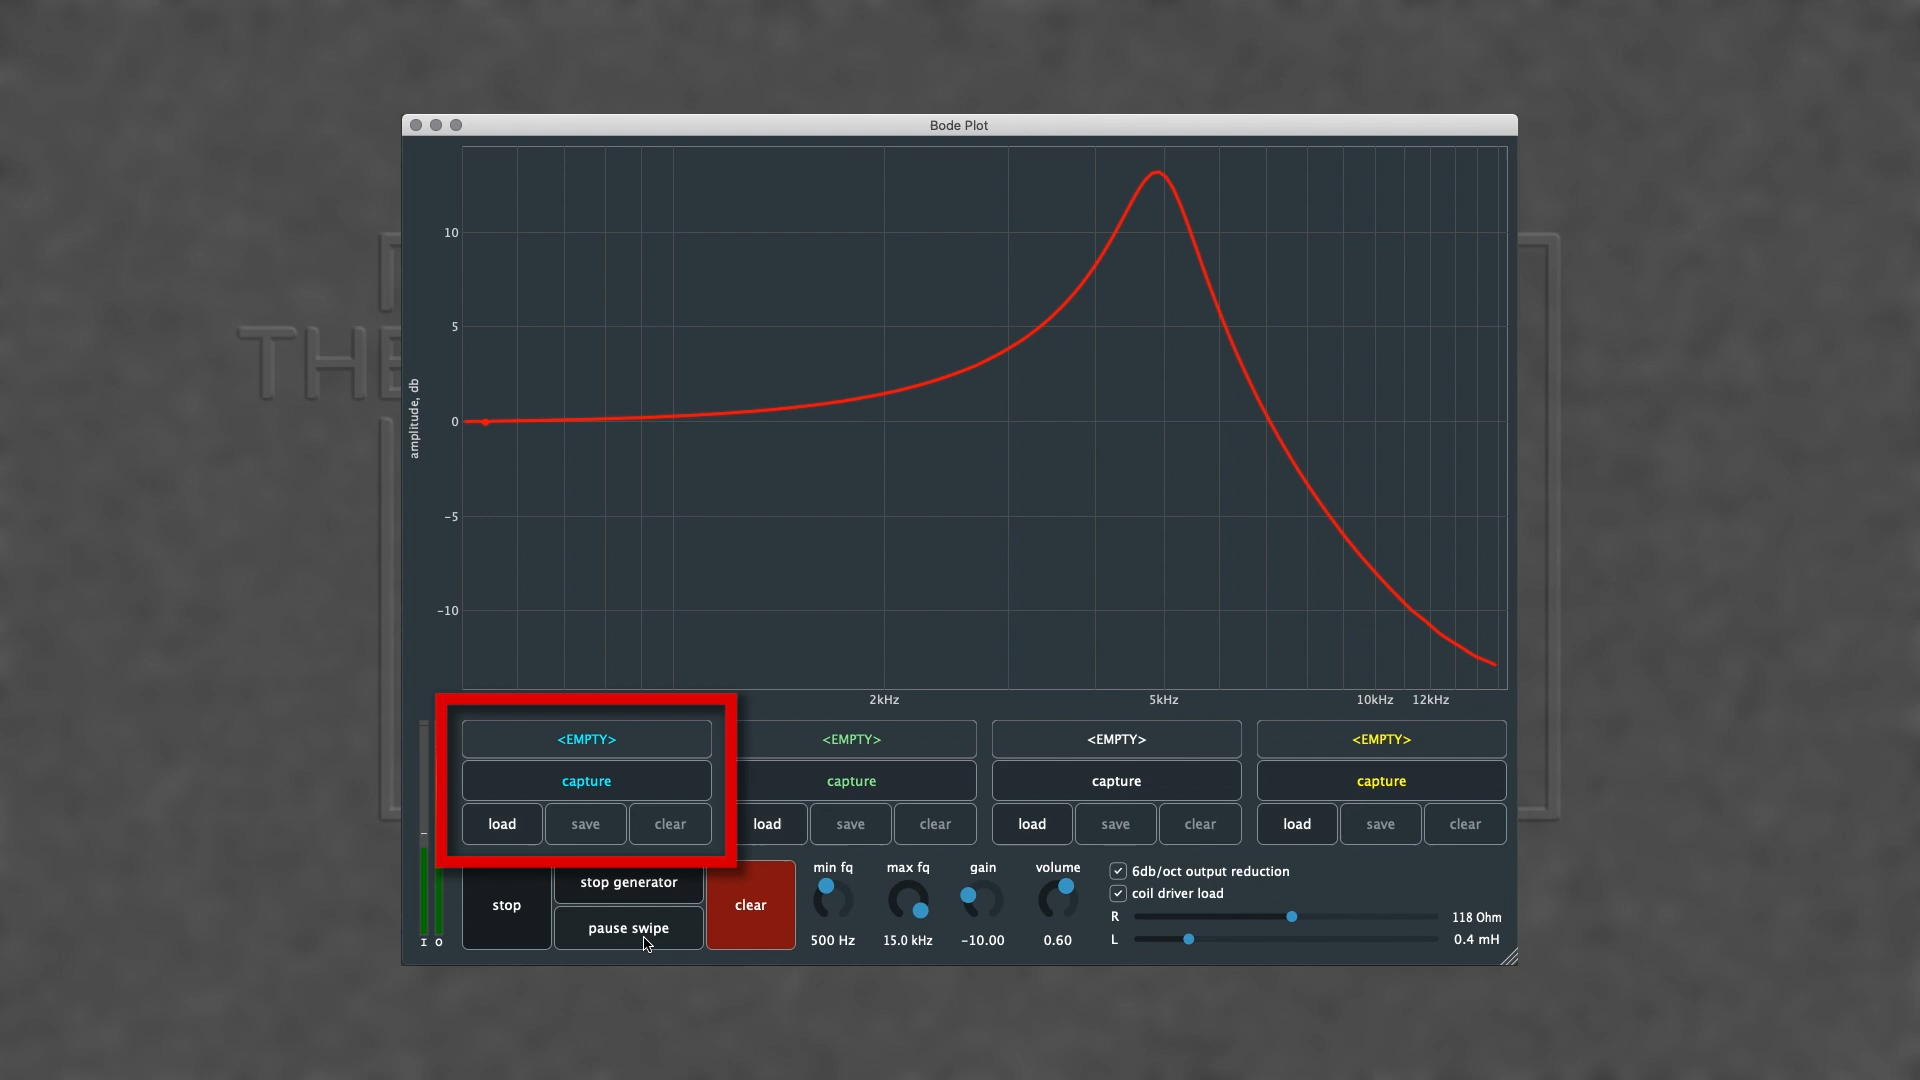 Bode Plot
THE
10
5
0
−5
−10
amplitude, db
2kHz 5kHz 10kHz 12kHz
<EMPTY> <EMPTY> <EMPTY> <EMPTY>
capture capture capture capture
load save clear load save clear load save clear load save clear
stop
stop generator
pause swipe
clear
min fq max fq gain volume
500 Hz 15.0 kHz −10.00 0.60
6db/oct output reduction
coil driver load
R 118 Ohm
L 0.4 mH
I O